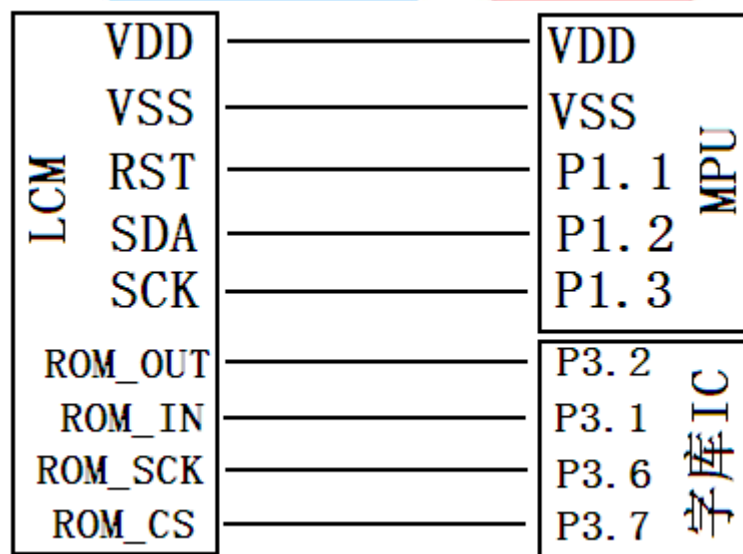 VDD VDD
VSS VSS
RST P1.1
SDA P1.2
SCK P1.3
LCM
MPU
ROM_OUT P3.2
ROM_IN P3.1
ROM_SCK P3.6
ROM_CS P3.7
字库IC